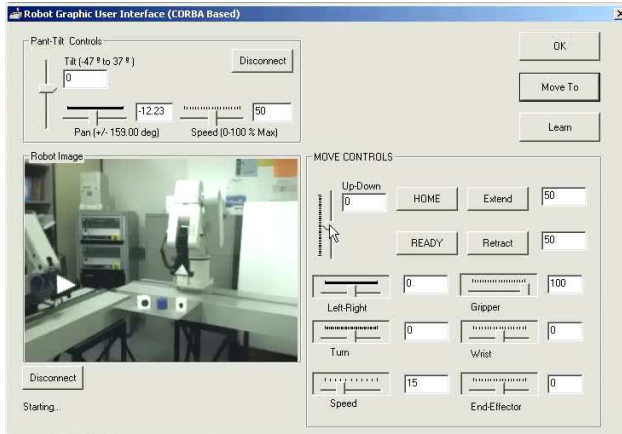 Robot Graphic User Interface (CORBA Based)
Pant-Tilt Controls
Tilt (-47 º to 37 º )
0
Disconnect
-12.23
50
Pan (+/- 159.00 deg)
Speed (0-100 % Max)
OK
Move To
Learn
Robot Image
Disconnect
Starting...
MOVE CONTROLS
Up-Down
0
HOME
Extend
50
READY
Retract
50
0
100
Left-Right
Gripper
0
0
Turn
Wrist
15
0
Speed
End-Effector